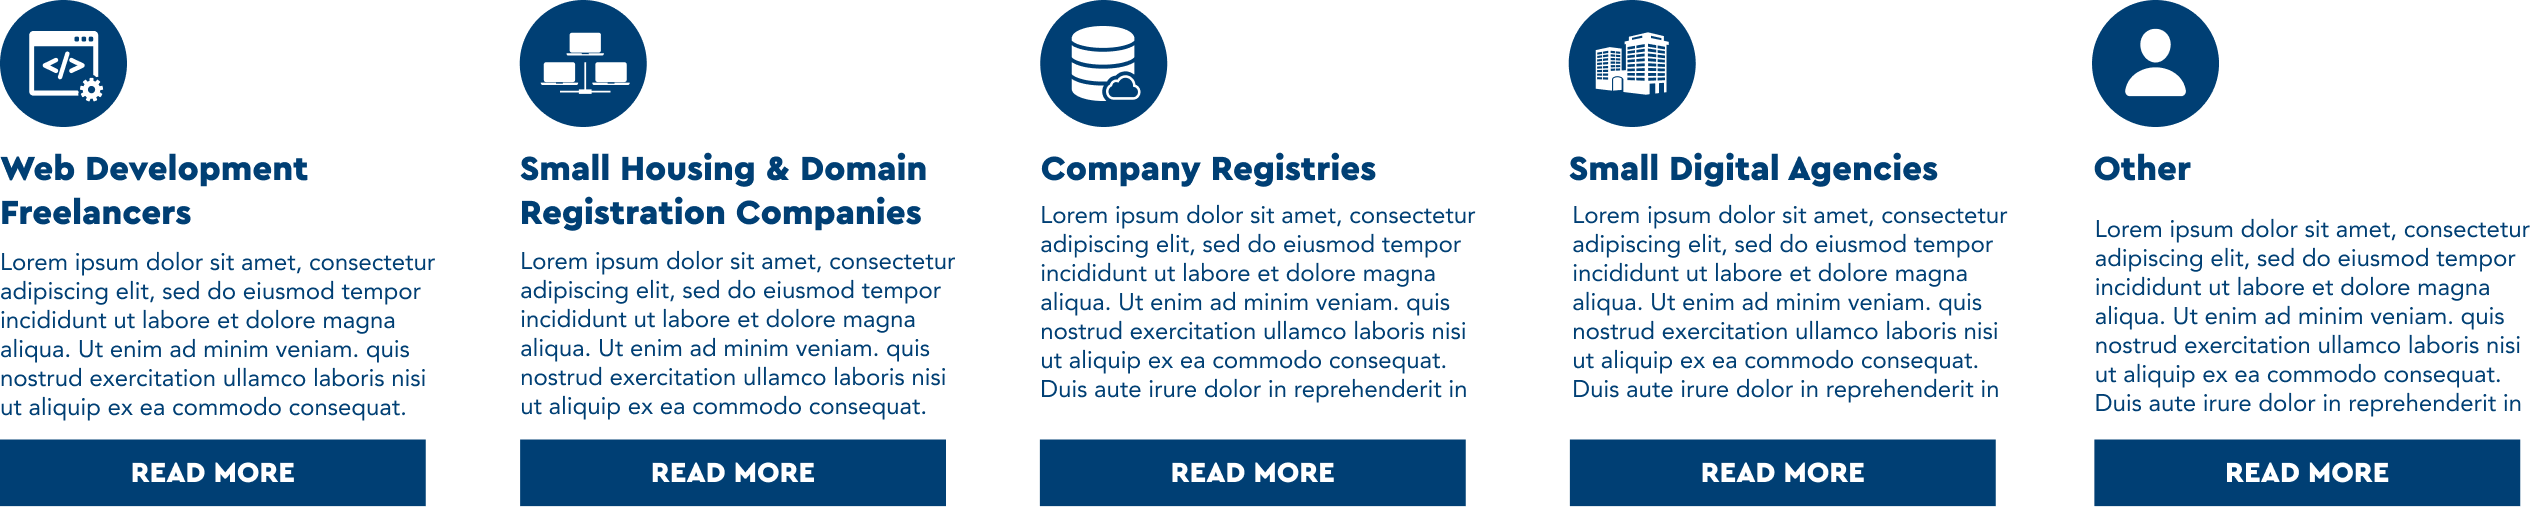 Web Development
Freelancers
Lorem ipsum dolor sit amet, consectetur
adipiscing elit, sed do eiusmod tempor
incididunt ut labore et dolore magna
aliqua. Ut enim ad minim veniam. quis
nostrud exercitation ullamco laboris nisi
ut aliquip ex ea commodo consequat.
READ MORE
Small Housing & Domain
Registration Companies
Lorem ipsum dolor sit amet, consectetur
adipiscing elit, sed do eiusmod tempor
incididunt ut labore et dolore magna
aliqua. Ut enim ad minim veniam. quis
nostrud exercitation ullamco laboris nisi
ut aliquip ex ea commodo consequat.
READ MORE
Company Registries
Lorem ipsum dolor sit amet, consectetur
adipiscing elit, sed do eiusmod tempor
incididunt ut labore et dolore magna
aliqua. Ut enim ad minim veniam. quis
nostrud exercitation ullamco laboris nisi
ut aliquip ex ea commodo consequat.
Duis aute irure dolor in reprehenderit in
READ MORE
Small Digital Agencies
Lorem ipsum dolor sit amet, consectetur
adipiscing elit, sed do eiusmod tempor
incididunt ut labore et dolore magna
aliqua. Ut enim ad minim veniam. quis
nostrud exercitation ullamco laboris nisi
ut aliquip ex ea commodo consequat.
Duis aute irure dolor in reprehenderit in
READ MORE
Other
Lorem ipsum dolor sit amet, consectetur
adipiscing elit, sed do eiusmod tempor
incididunt ut labore et dolore magna
aliqua. Ut enim ad minim veniam. quis
nostrud exercitation ullamco laboris nisi
ut aliquip ex ea commodo consequat.
Duis aute irure dolor in reprehenderit in
READ MORE